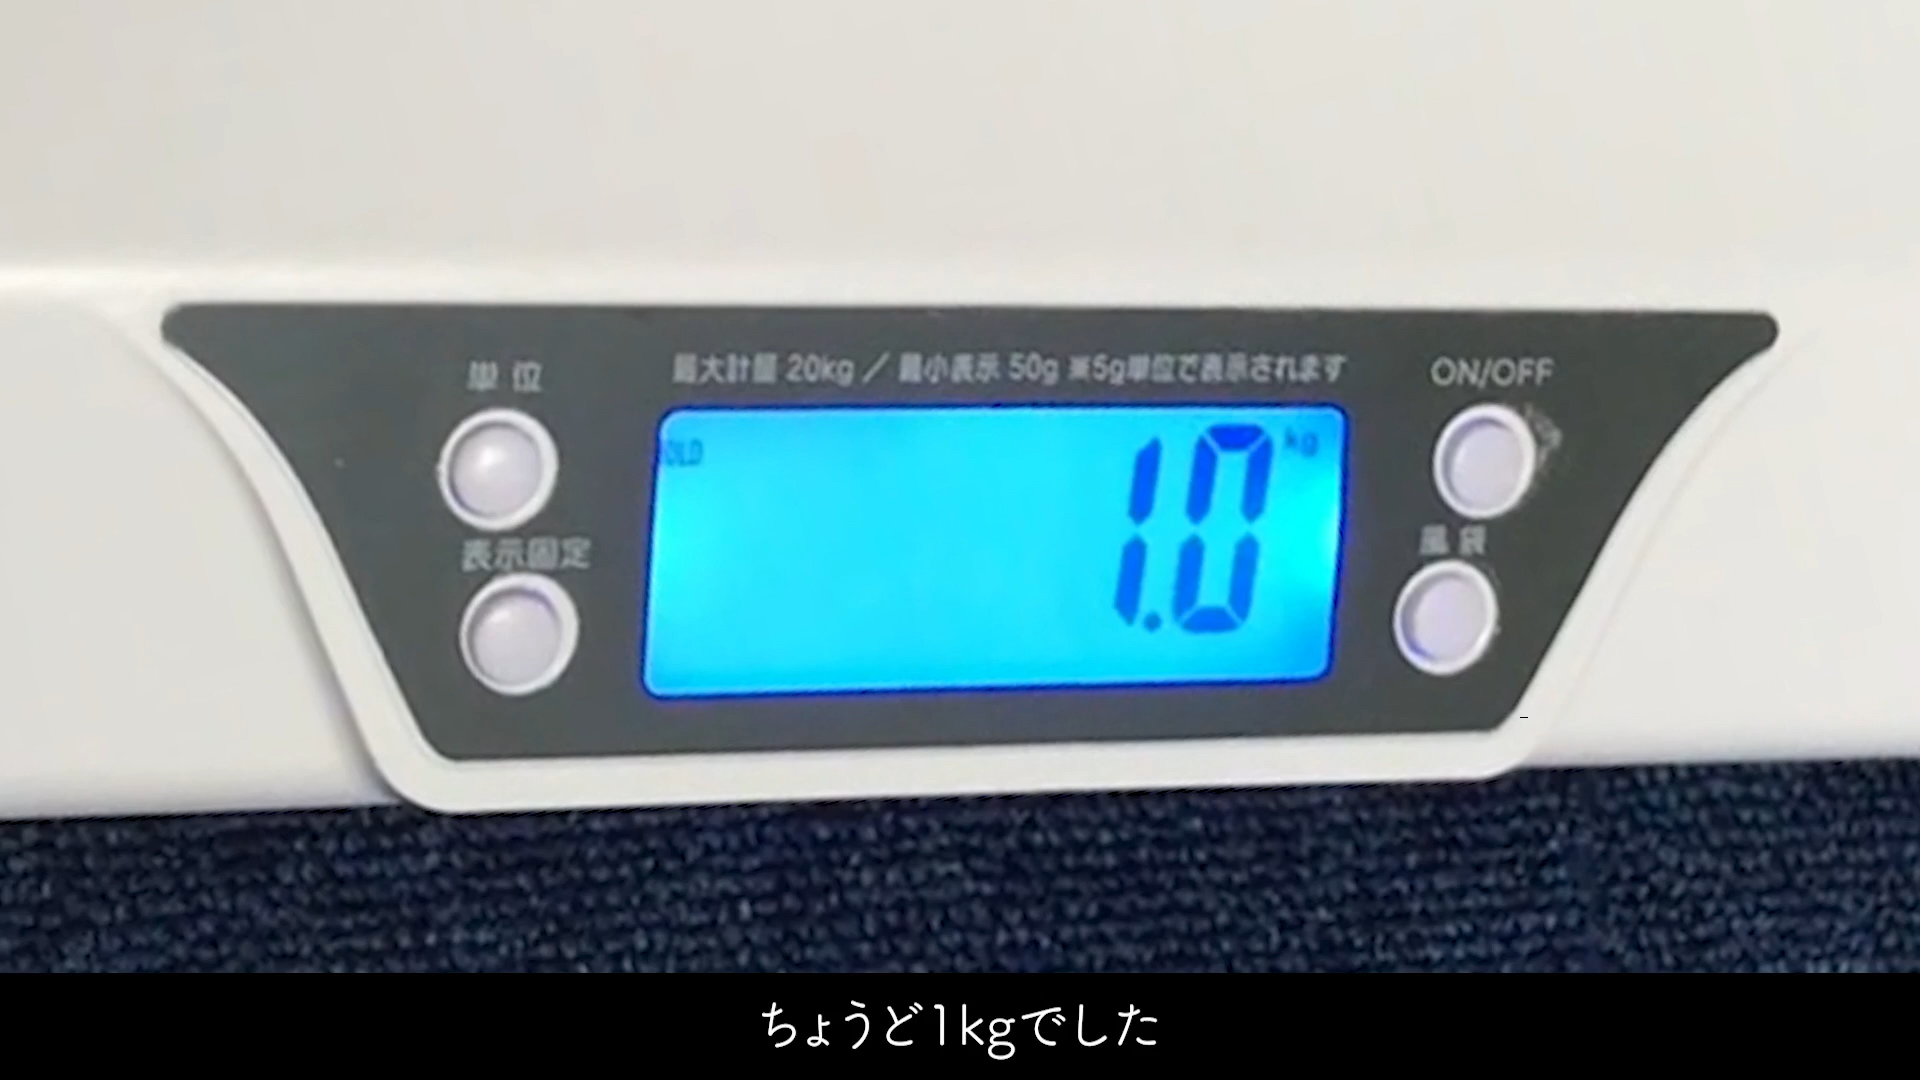 単位
最大計量 20kg / 最小表示 50g ※5g単位で表示されます
ON/OFF
OLD
1.0 kg
表示固定
風袋
ちょうど1kgでした